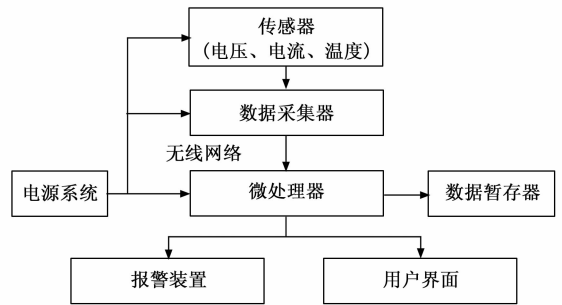 传感器
（电压、电流、温度）
数据采集器
无线网络
电源系统
微处理器
数据暂存器
报警装置
用户界面